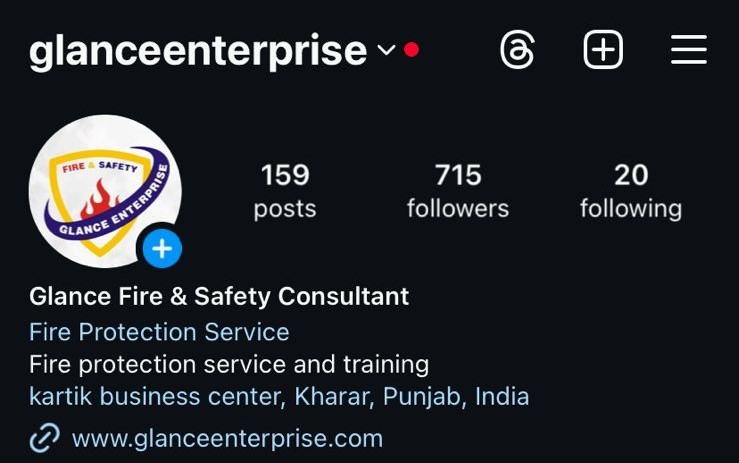 glanceenterprise
FIRE & SAFETY
GLANCE ENTERPRISE
159
posts
715
followers
20
following
Glance Fire & Safety Consultant
Fire Protection Service
Fire protection service and training
kartik business center, Kharar, Punjab, India
www.glanceenterprise.com